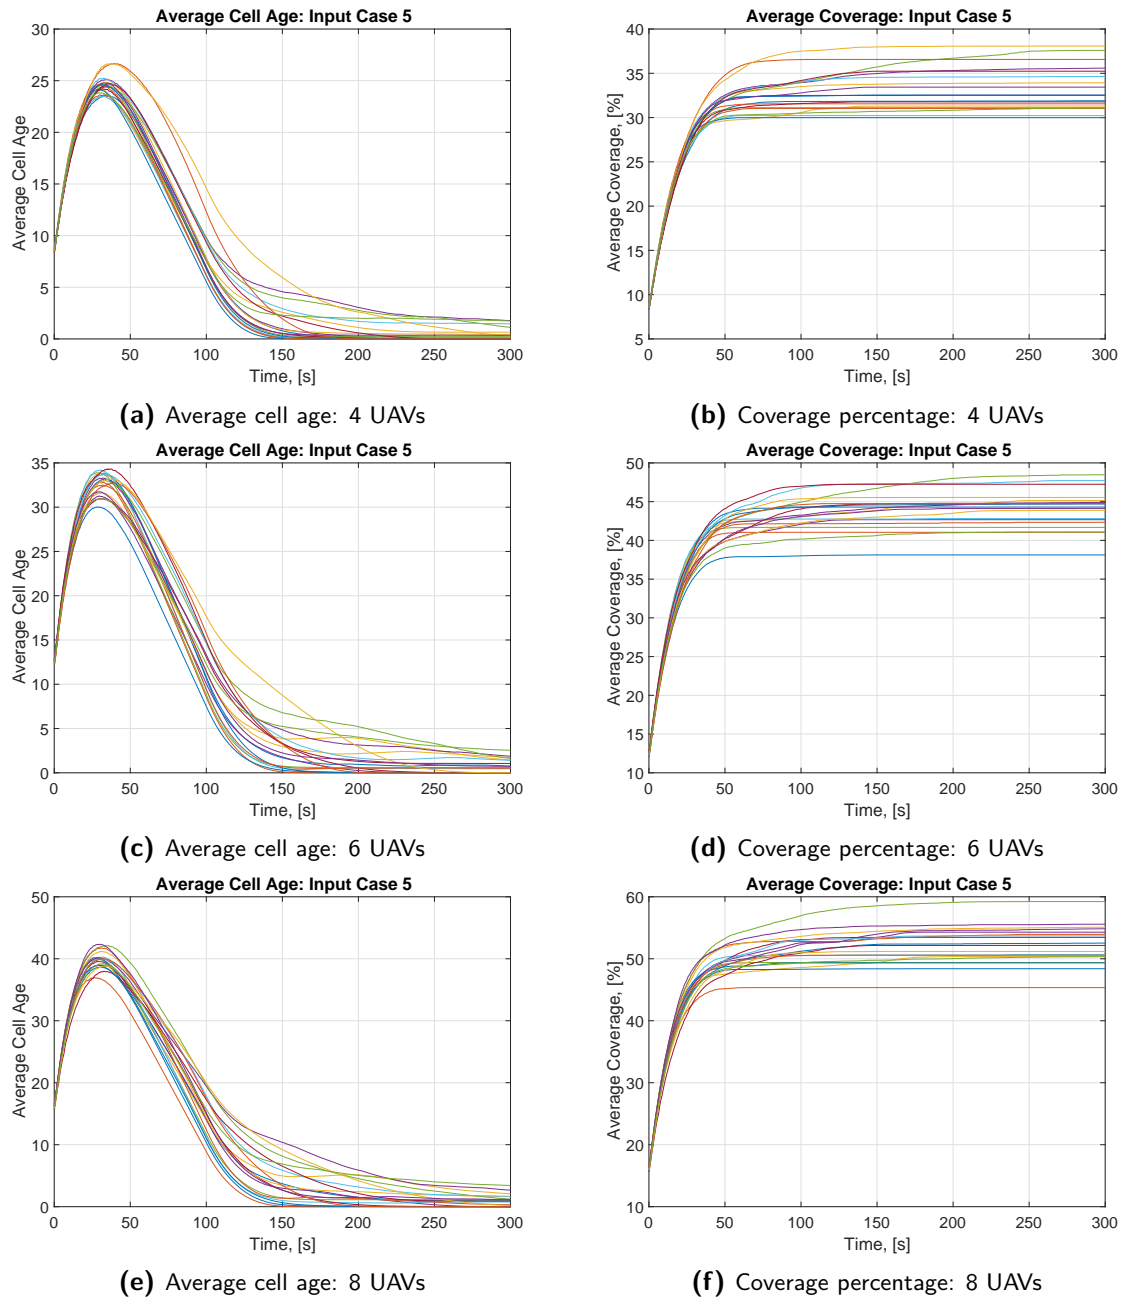 Average Cell Age: Input Case 5
Average Cell Age
30
25
20
15
10
5
0
0 50 100 150 200 250 300
Time, [s]
(a) Average cell age: 4 UAVs
Average Coverage: Input Case 5
Average Coverage, [%]
40
35
30
25
20
15
10
5
0 50 100 150 200 250 300
Time, [s]
(b) Coverage percentage: 4 UAVs
Average Cell Age: Input Case 5
Average Cell Age
35
30
25
20
15
10
5
0
0 50 100 150 200 250 300
Time, [s]
(c) Average cell age: 6 UAVs
Average Coverage: Input Case 5
Average Coverage, [%]
50
45
40
35
30
25
20
15
10
0 50 100 150 200 250 300
Time, [s]
(d) Coverage percentage: 6 UAVs
Average Cell Age: Input Case 5
Average Cell Age
50
40
30
20
10
0
0 50 100 150 200 250 300
Time, [s]
(e) Average cell age: 8 UAVs
Average Coverage: Input Case 5
Average Coverage, [%]
60
50
40
30
20
10
0 50 100 150 200 250 300
Time, [s]
(f) Coverage percentage: 8 UAVs